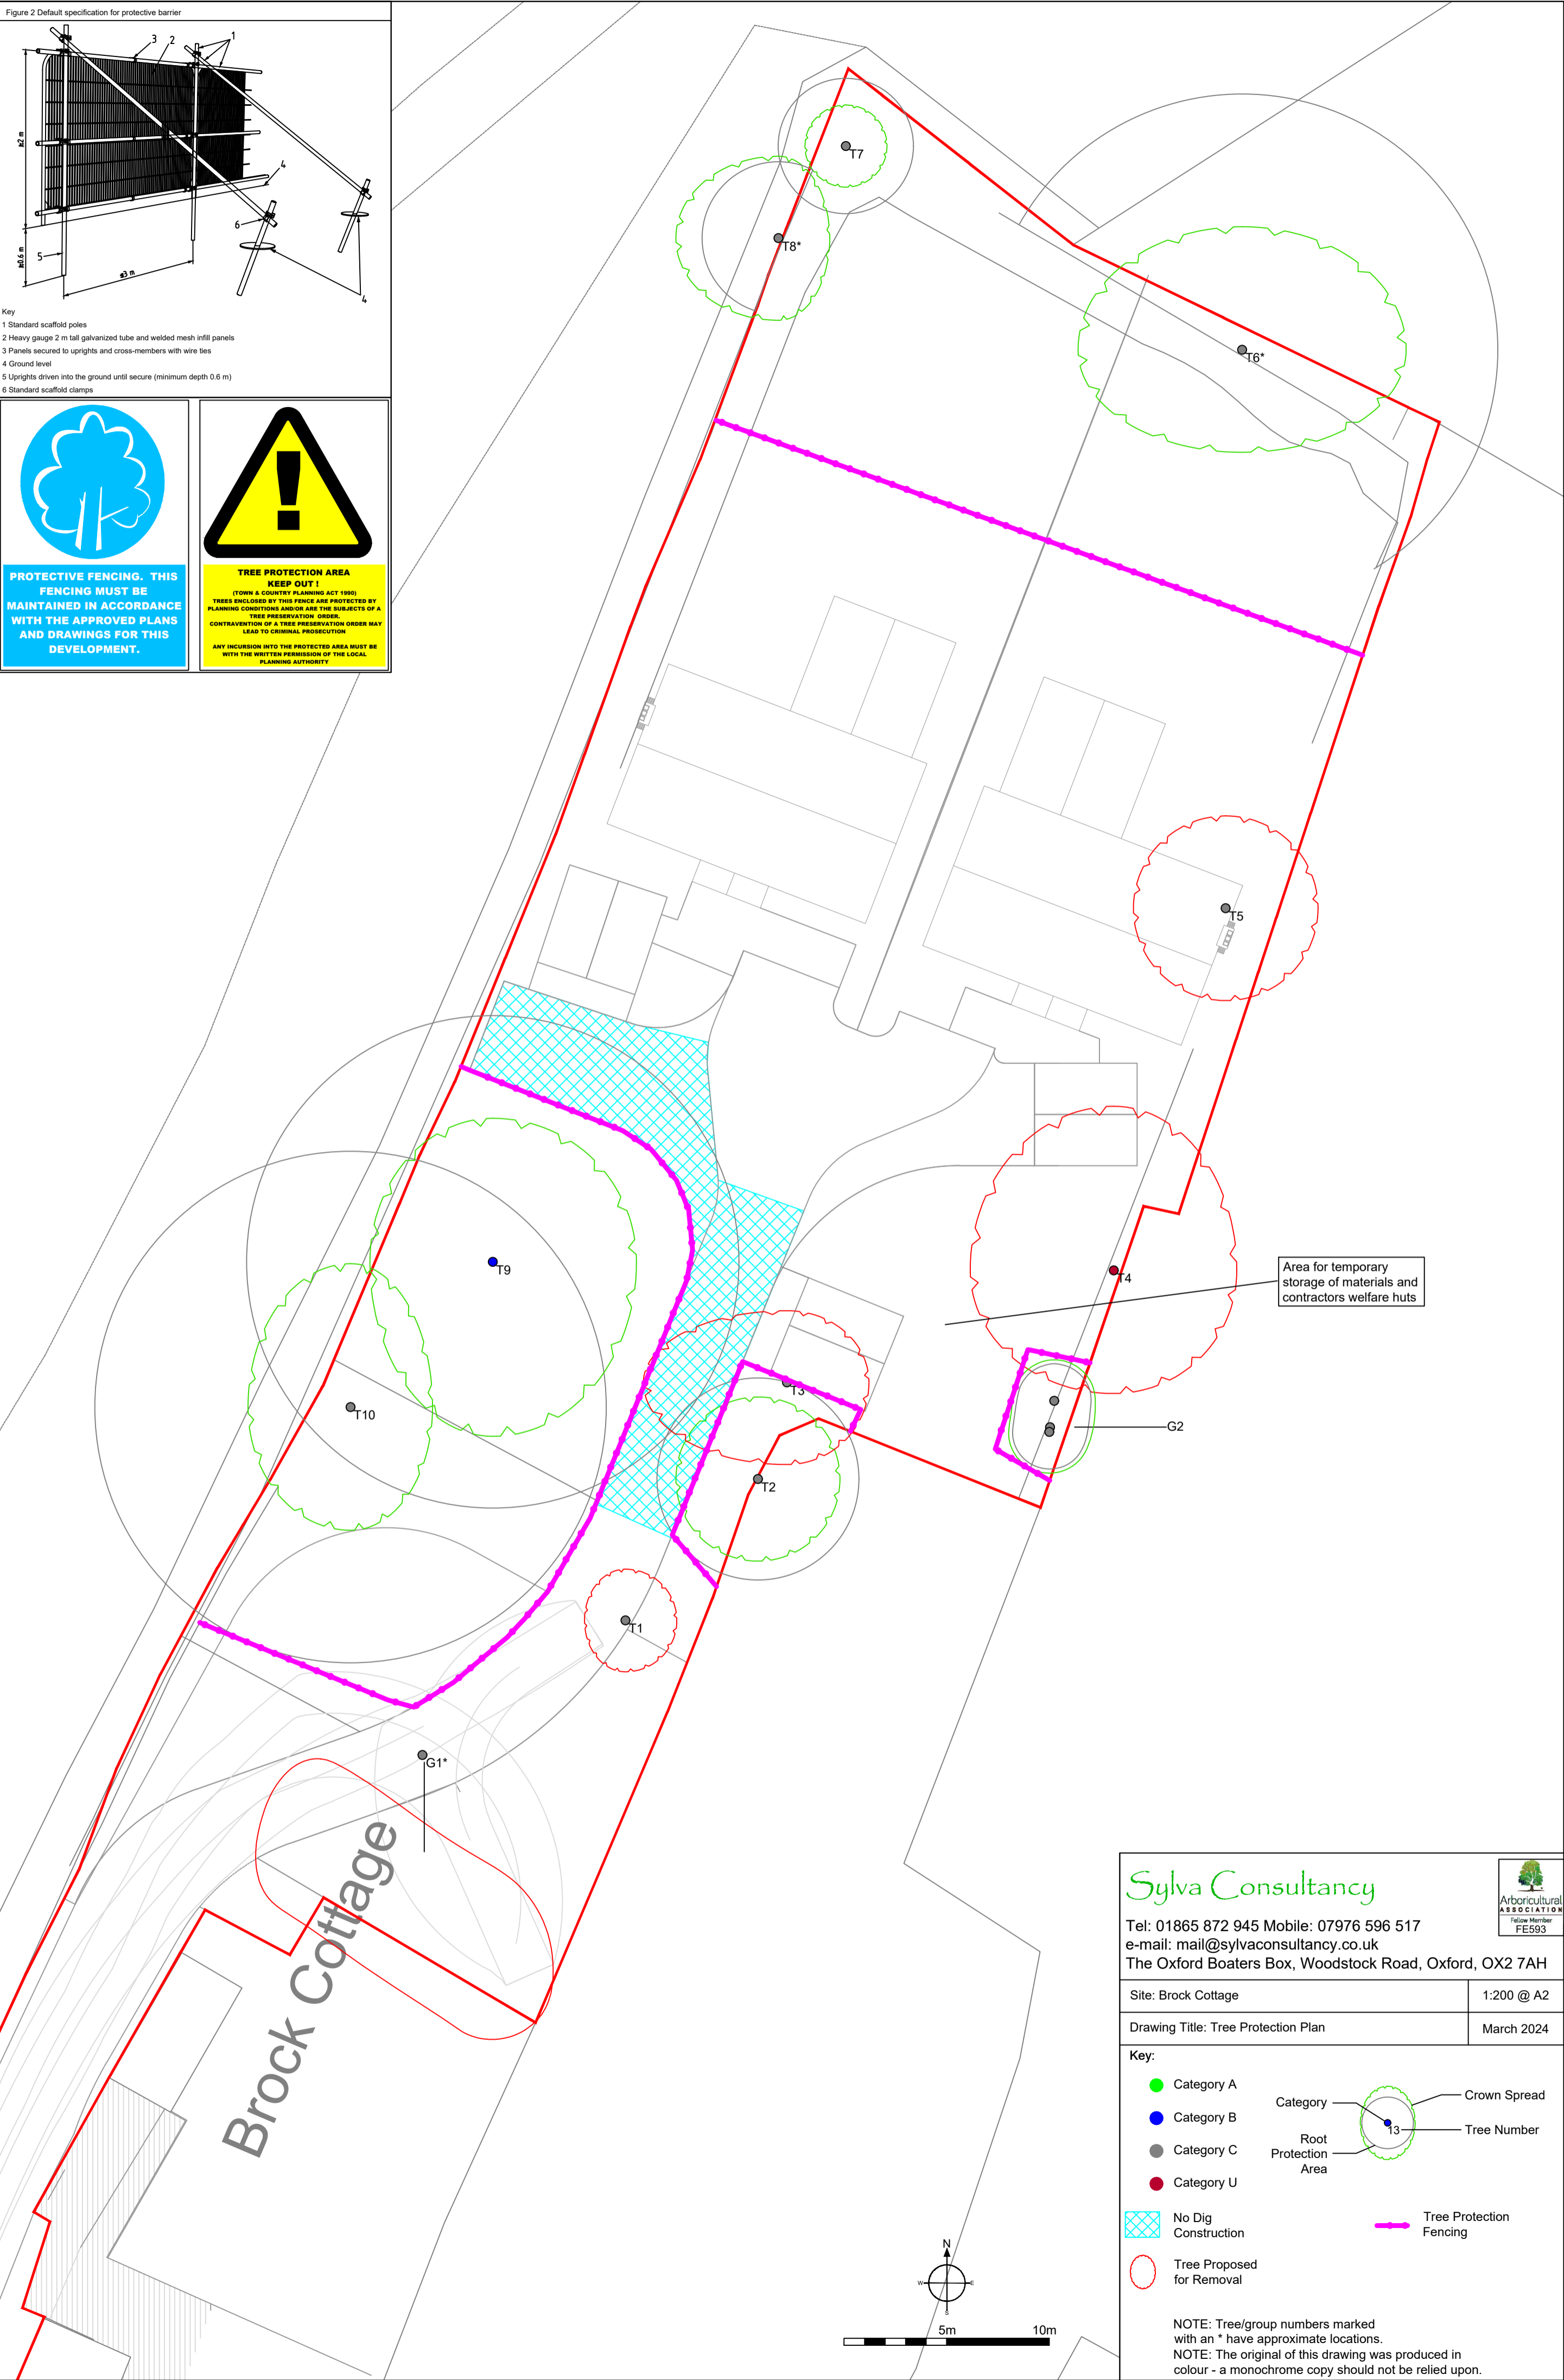 Figure 2 Default specification for protective barrier
3
2
1
≥2 m
4
6
5
≥0.6 m
≤3 m
4
Key
1 Standard scaffold poles
2 Heavy gauge 2 m tall galvanized tube and welded mesh infill panels
3 Panels secured to uprights and cross-members with wire ties
4 Ground level
5 Uprights driven into the ground until secure (minimum depth 0.6 m)
6 Standard scaffold clamps
PROTECTIVE FENCING. THIS
FENCING MUST BE
MAINTAINED IN ACCORDANCE
WITH THE APPROVED PLANS
AND DRAWINGS FOR THIS
DEVELOPMENT.
!
TREE PROTECTION AREA
KEEP OUT !
(TOWN & COUNTRY PLANNING ACT 1990)
TREES ENCLOSED BY THIS FENCE ARE PROTECTED BY
PLANNING CONDITIONS AND/OR ARE THE SUBJECTS OF A
TREE PRESERVATION ORDER.
CONTRAVENTION OF A TREE PRESERVATION ORDER MAY
LEAD TO CRIMINAL PROSECUTION
ANY INCURSION INTO THE PROTECTED AREA MUST BE
WITH THE WRITTEN PERMISSION OF THE LOCAL
PLANNING AUTHORITY
T7
T8*
T6*
T5
T9
T4
Area for temporary
storage of materials and
contractors welfare huts
T3
T10
G2
T2
T1
G1*
Brock Cottage
Sylva Consultancy
Arboricultural
ASSOCIATION
Fellow Member
FE593
Tel: 01865 872 945 Mobile: 07976 596 517
e-mail: mail@sylvaconsultancy.co.uk
The Oxford Boaters Box, Woodstock Road, Oxford, OX2 7AH
Site: Brock Cottage
1:200 @ A2
Drawing Title: Tree Protection Plan
March 2024
Key:
Category A
Category B
Category C
Category U
Category
Root
Protection
Area
13
Crown Spread
Tree Number
No Dig
Construction
Tree Protection
Fencing
Tree Proposed
for Removal
NOTE: Tree/group numbers marked
with an * have approximate locations.
NOTE: The original of this drawing was produced in
colour - a monochrome copy should not be relied upon.
N
W
E
S
5m
10m